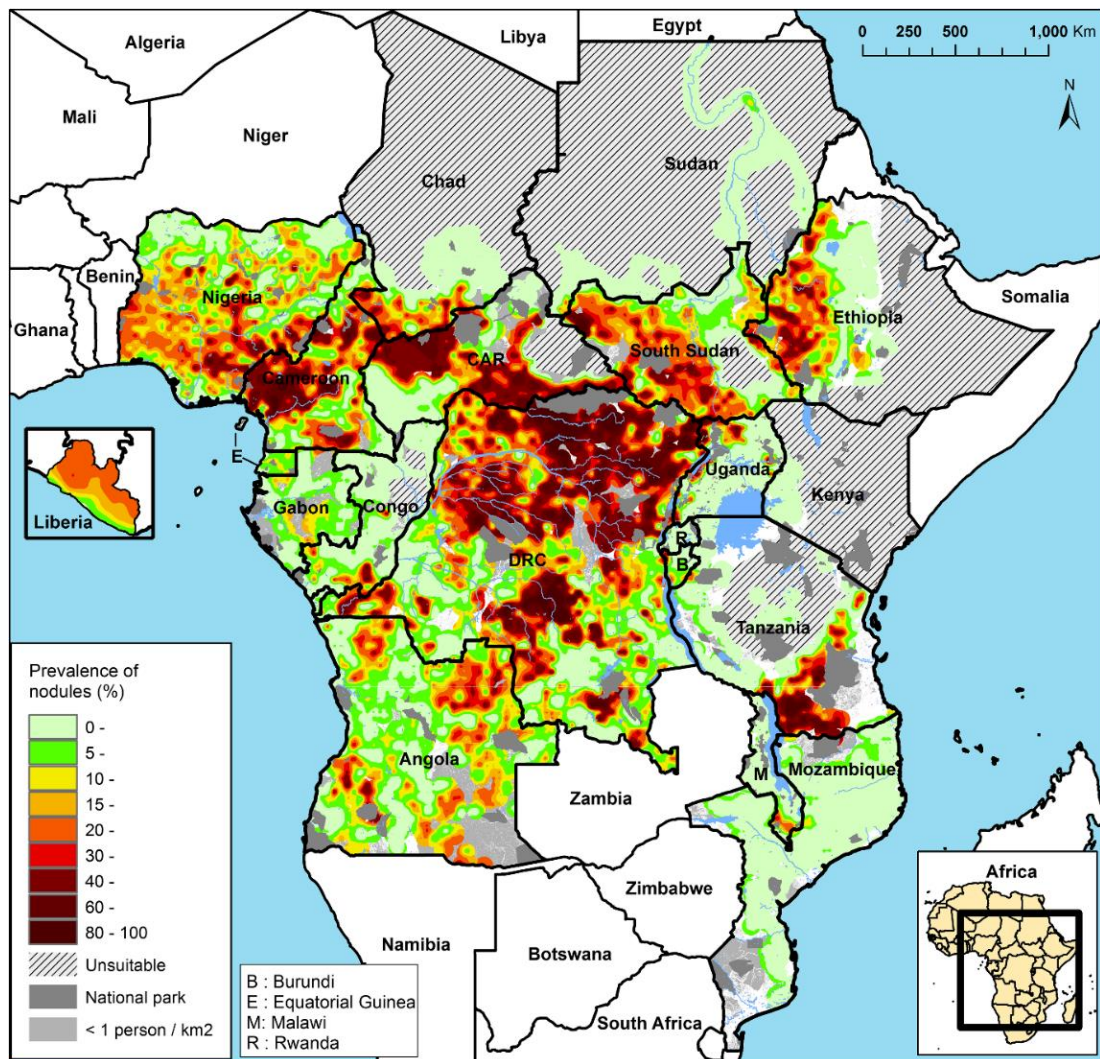 Algeria
Libya
Egypt
0 250 500 1,000 Km
N
Mali
Niger
Chad
Sudan
Benin
Nigeria
Ghana
Ethiopia
Somalia
CAR
South Sudan
Cameroon
E
Uganda
Kenya
Gabon
Congo
Liberia
R
DRC
B
Tanzania
Angola
M
Mozambique
Zambia
Zimbabwe
Namibia
Botswana
South Africa
Prevalence of
nodules (%)
0 -
5 -
10 -
15 -
20 -
30 -
40 -
60 -
80 - 100
Unsuitable
National park
< 1 person / km2
B : Burundi
E : Equatorial Guinea
M: Malawi
R : Rwanda
Africa